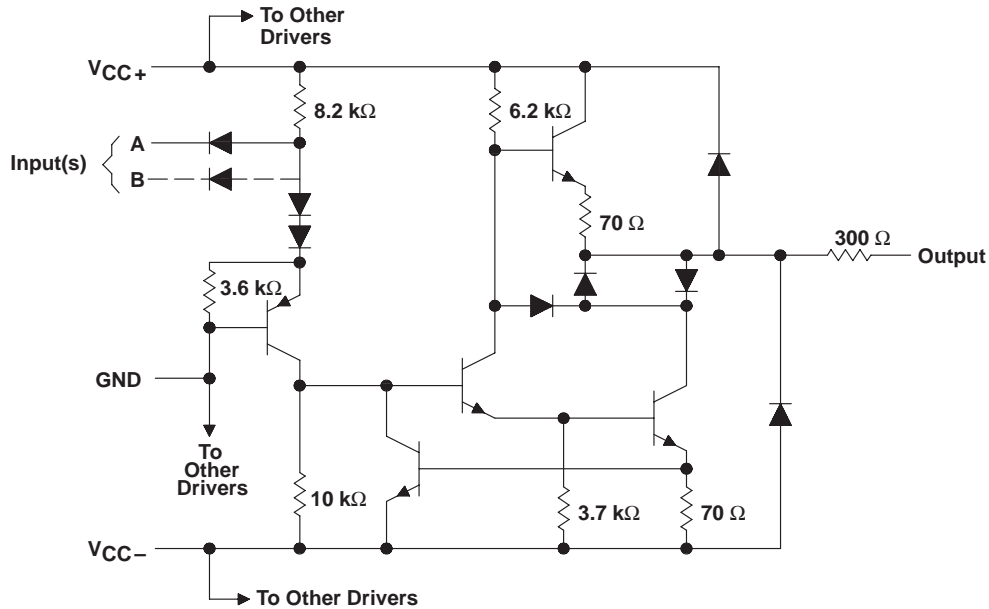 To Other
Drivers
VCC+
8.2 kΩ
6.2 kΩ
A
Input(s)
B
70 Ω
300 Ω
Output
3.6 kΩ
GND
To
Other
Drivers
10 kΩ
3.7 kΩ
70 Ω
VCC−
To Other Drivers